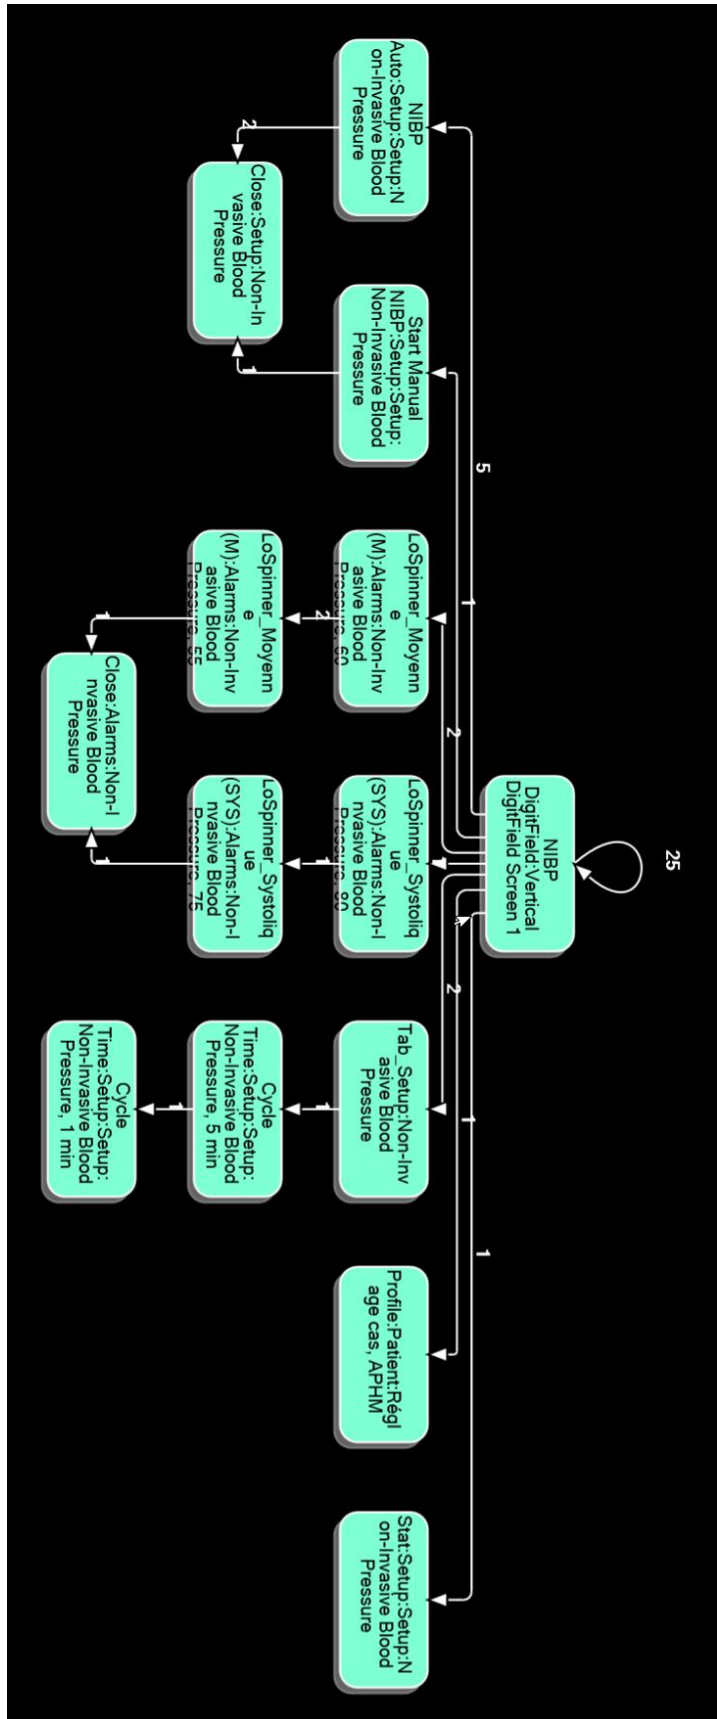 25
NIBP
DigitField:Vertical
DigitField Screen 1
5
1
2
1
2
1
1
NIBP
Auto:Setup:Setup:N
on-Invasive Blood
Pressure
Start Manual
NIBP:Setup:Setup:
Non-Invasive Blood
Pressure
LoSpinner_Moyenn
e
(M):Alarms:Non-Inv
asive Blood
Pressure,
LoSpinner_Systoliq
ue
(SYS):Alarms:Non-I
nvasive Blood
Pressure,
Tab_Setup:Non-Inv
asive Blood
Pressure
Profile:Patient:Régl
age cas, APHM
Stat:Setup:Setup:N
on-Invasive Blood
Pressure
2
1
2
1
1
Close:Setup:Non-In
vasive Blood
Pressure
LoSpinner_Moyenn
e
(M):Alarms:Non-Inv
asive Blood
Pressure,
LoSpinner_Systoliq
ue
(SYS):Alarms:Non-I
nvasive Blood
Pressure,
Cycle
Time:Setup:Setup:
Non-Invasive Blood
Pressure, 5 min
1
1
1
Close:Alarms:Non-I
nvasive Blood
Pressure
Cycle
Time:Setup:Setup:
Non-Invasive Blood
Pressure, 1 min